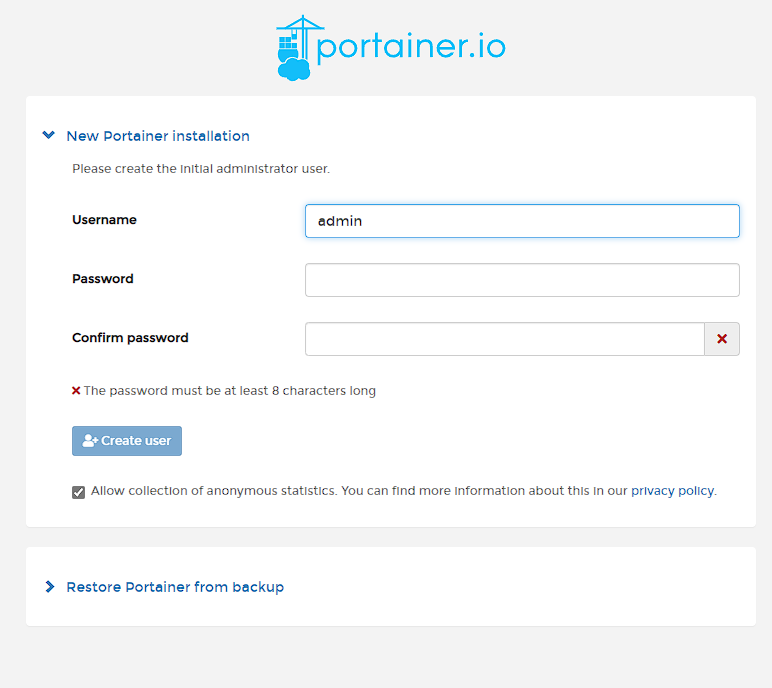 portainer.io
New Portainer installation
Please create the initial administrator user.
Username
admin
Password
Confirm password
The password must be at least 8 characters long
Create user
Allow collection of anonymous statistics. You can find more information about this in our privacy policy.
Restore Portainer from backup